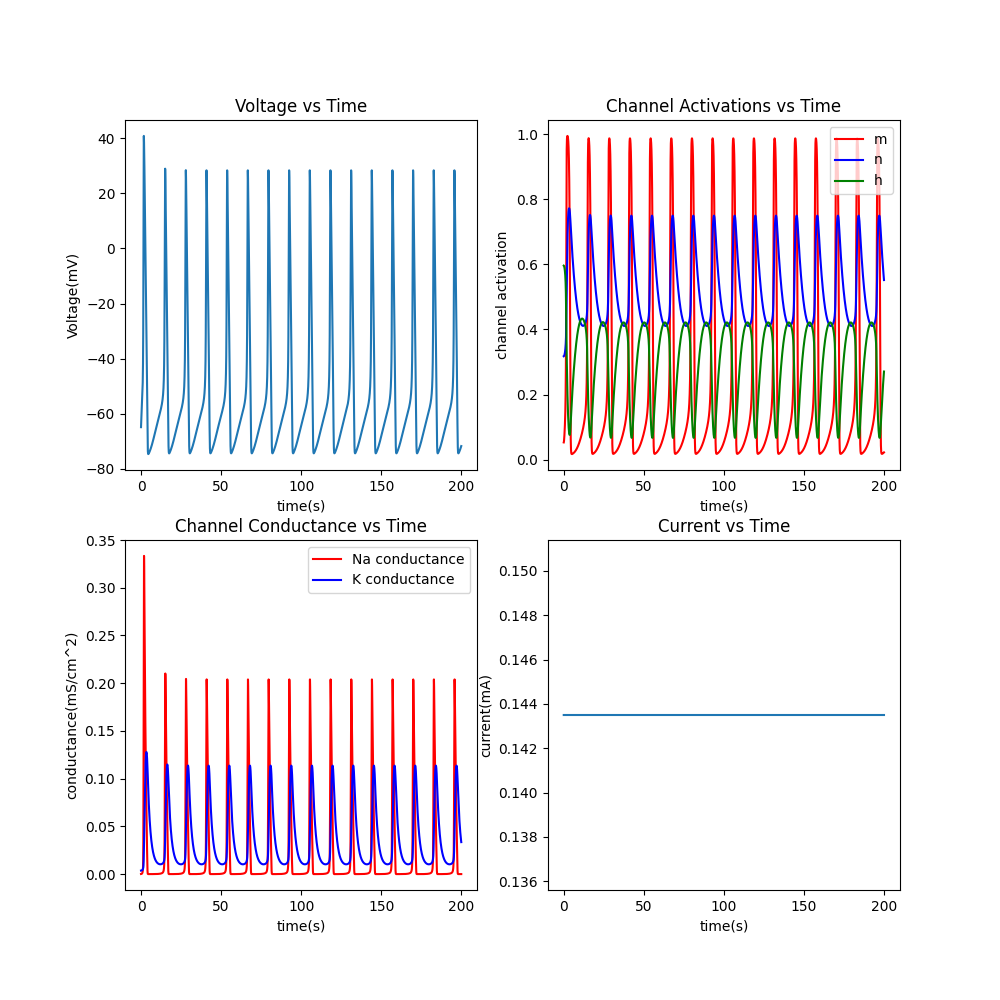 Voltage vs Time
40
20
0
−20
−40
−60
−80
Voltage(mV)
0 50 100 150 200
time(s)
Channel Activations vs Time
1.0
0.8
0.6
0.4
0.2
0.0
channel activation
m
n
h
0 50 100 150 200
time(s)
Channel Conductance vs Time
0.35
0.30
0.25
0.20
0.15
0.10
0.05
0.00
conductance(mS/cm^2)
Na conductance
K conductance
0 50 100 150 200
time(s)
Current vs Time
0.150
0.148
0.146
0.144
0.142
0.140
0.138
0.136
current(mA)
0 50 100 150 200
time(s)